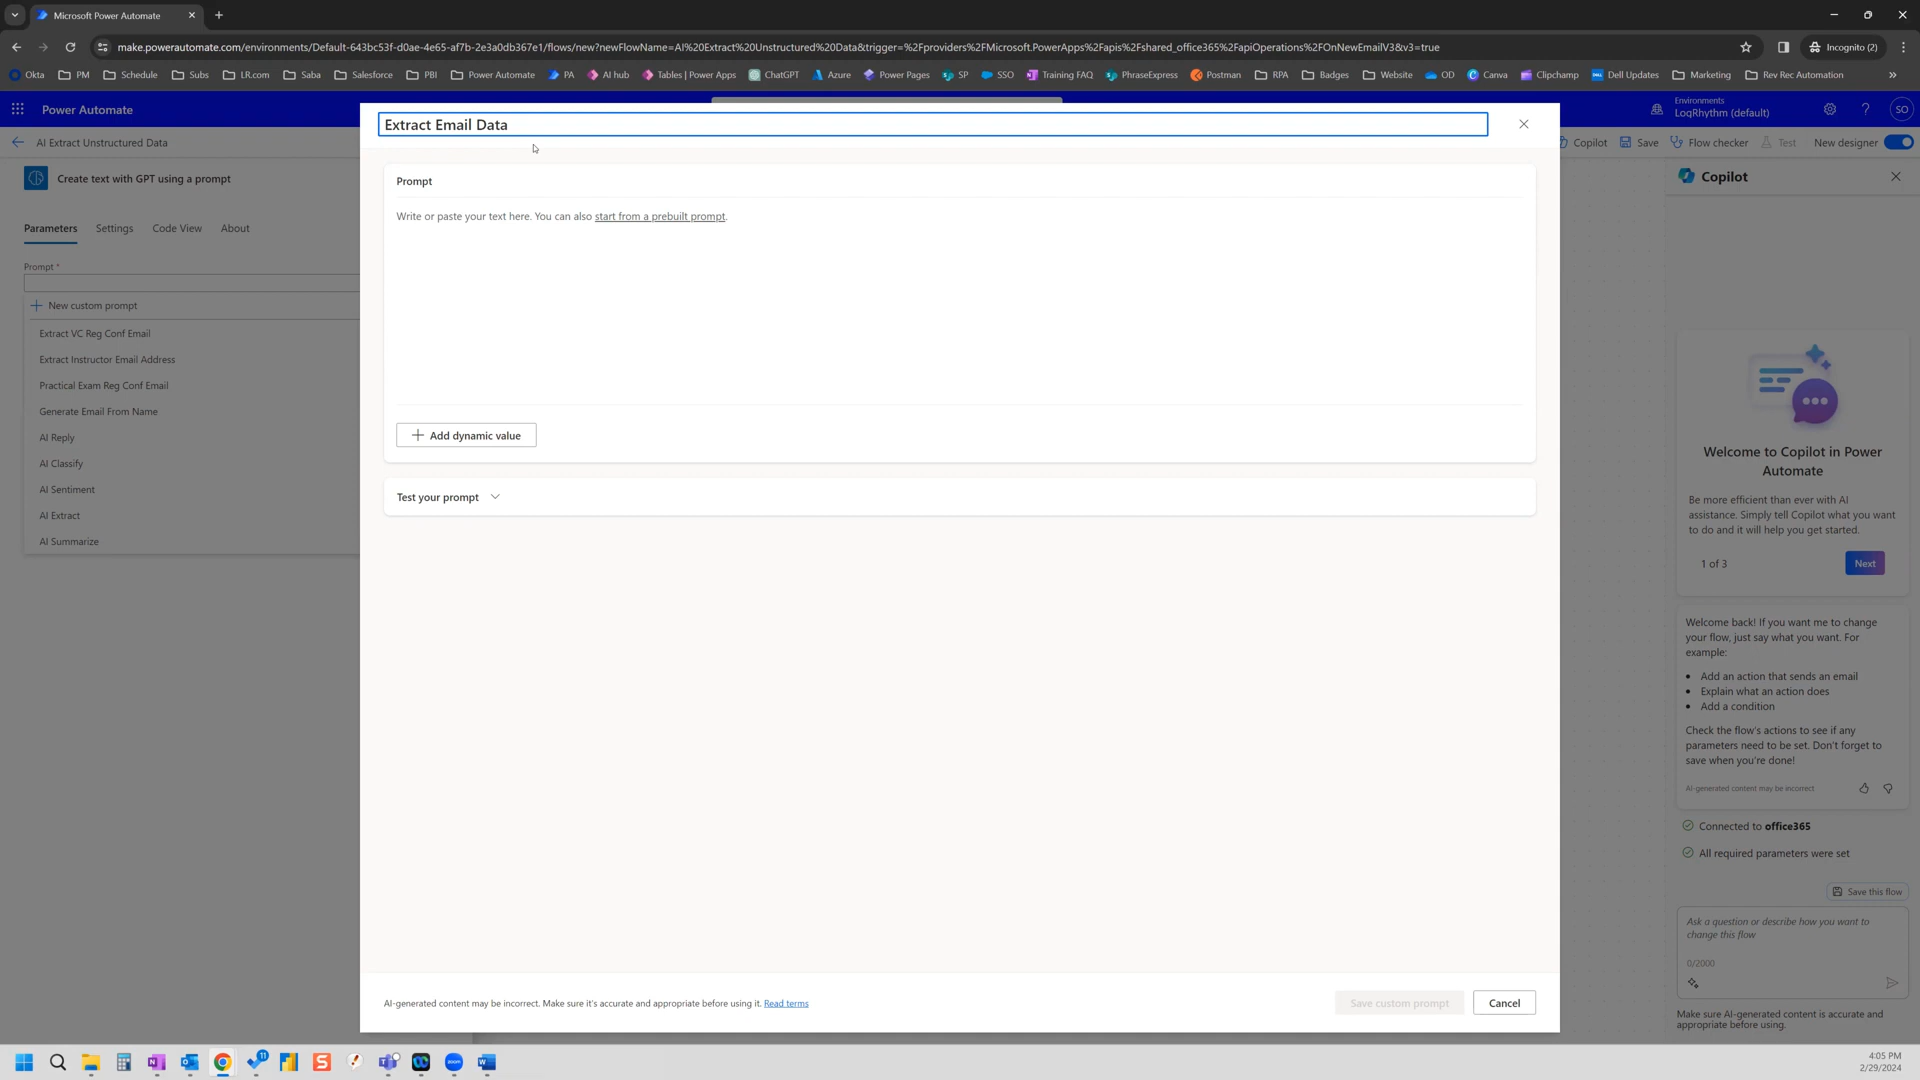 Microsoft Power Automate
make.powerautomate.com/environments/Default-643bc53f-d0ae-4e65-af7b-2e3a0db367e1/flows/new?newFlowName=AI%20Extract%20Unstructured%20Data&trigger=%2Fproviders%2FMicrosoft.PowerApps%2Fapis%2Fshared_office365%2FapiOperations%2FOnNewEmailV3&v3=true
Incognito (2)
Okta PM Schedule Subs LR.com Saba Salesforce PBI Power Automate PA AI hub Tables | Power Apps ChatGPT Azure Power Pages SP SSO Training FAQ PhraseExpress Postman RPA Badges Website OD Canva Clipchamp Dell Updates Marketing Rev Rec Automation
Power Automate
Environments
LogRhythm (default)
SO
AI Extract Unstructured Data
Copilot Save Flow checker Test New designer
Create text with GPT using a prompt
Parameters Settings Code View About
Prompt *
New custom prompt
Extract VC Reg Conf Email
Extract Instructor Email Address
Practical Exam Reg Conf Email
Generate Email From Name
AI Reply
AI Classify
AI Sentiment
AI Extract
AI Summarize
Extract Email Data
Prompt
Write or paste your text here. You can also start from a prebuilt prompt.
Add dynamic value
Test your prompt
AI-generated content may be incorrect. Make sure it's accurate and appropriate before using it. Read terms
Save custom prompt
Cancel
Copilot
Welcome to Copilot in Power
Automate
Be more efficient than ever with AI
assistance. Simply tell Copilot what you want
to do and it will help you get started.
1 of 3
Next
Welcome back! If you want me to change
your flow, just say what you want. For
example:
• Add an action that sends an email
• Explain what an action does
• Add a condition
Check the flow's actions to see if any
parameters need to be set. Don't forget to
save when you're done!
AI-generated content may be incorrect
Connected to office365
All required parameters were set
Save this flow
Ask a question or describe how you want to
change this flow
0/2000
Make sure AI-generated content is accurate and
appropriate before using.
11
zoom
4:05 PM
2/29/2024